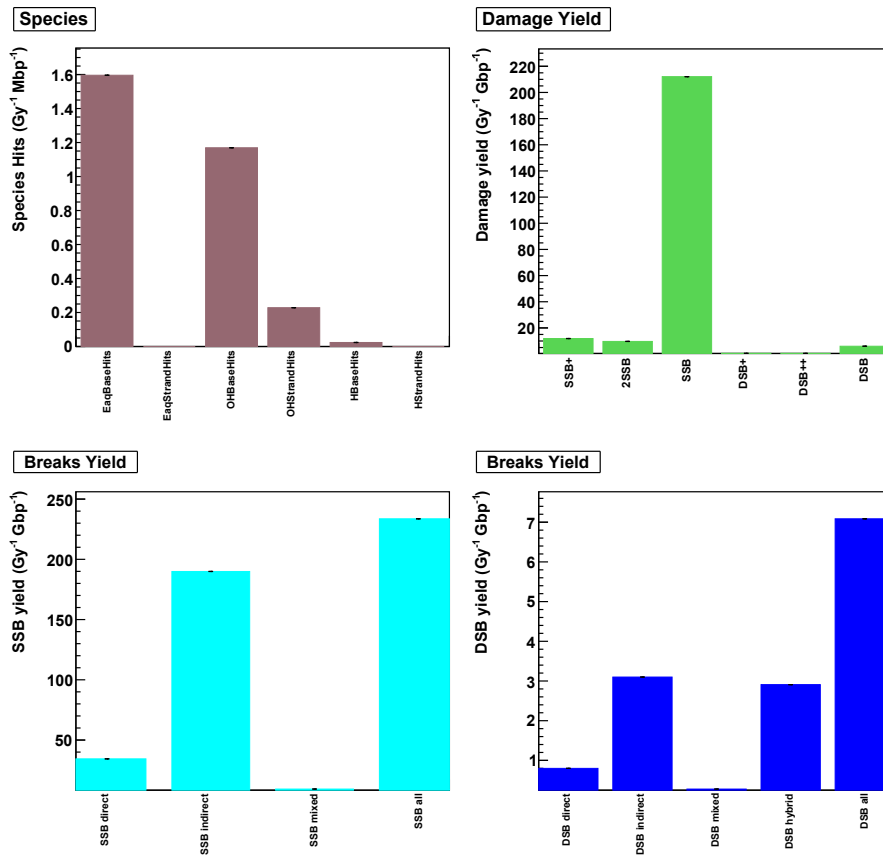 Species
Species Hits (Gy⁻¹ Mbp⁻¹)
1.6
1.4
1.2
1
0.8
0.6
0.4
0.2
0
EaqBaseHits
EaqStrandHits
OHBaseHits
OHStrandHits
HBaseHits
HStrandHits
Damage Yield
Damage yield (Gy⁻¹ Gbp⁻¹)
220
200
180
160
140
120
100
80
60
40
20
SSB+
2SSB
SSB
DSB+
DSB++
DSB
Breaks Yield
SSB yield (Gy⁻¹ Gbp⁻¹)
250
200
150
100
50
SSB direct
SSB indirect
SSB mixed
SSB all
Breaks Yield
DSB yield (Gy⁻¹ Gbp⁻¹)
7
6
5
4
3
2
1
DSB direct
DSB indirect
DSB mixed
DSB hybrid
DSB all